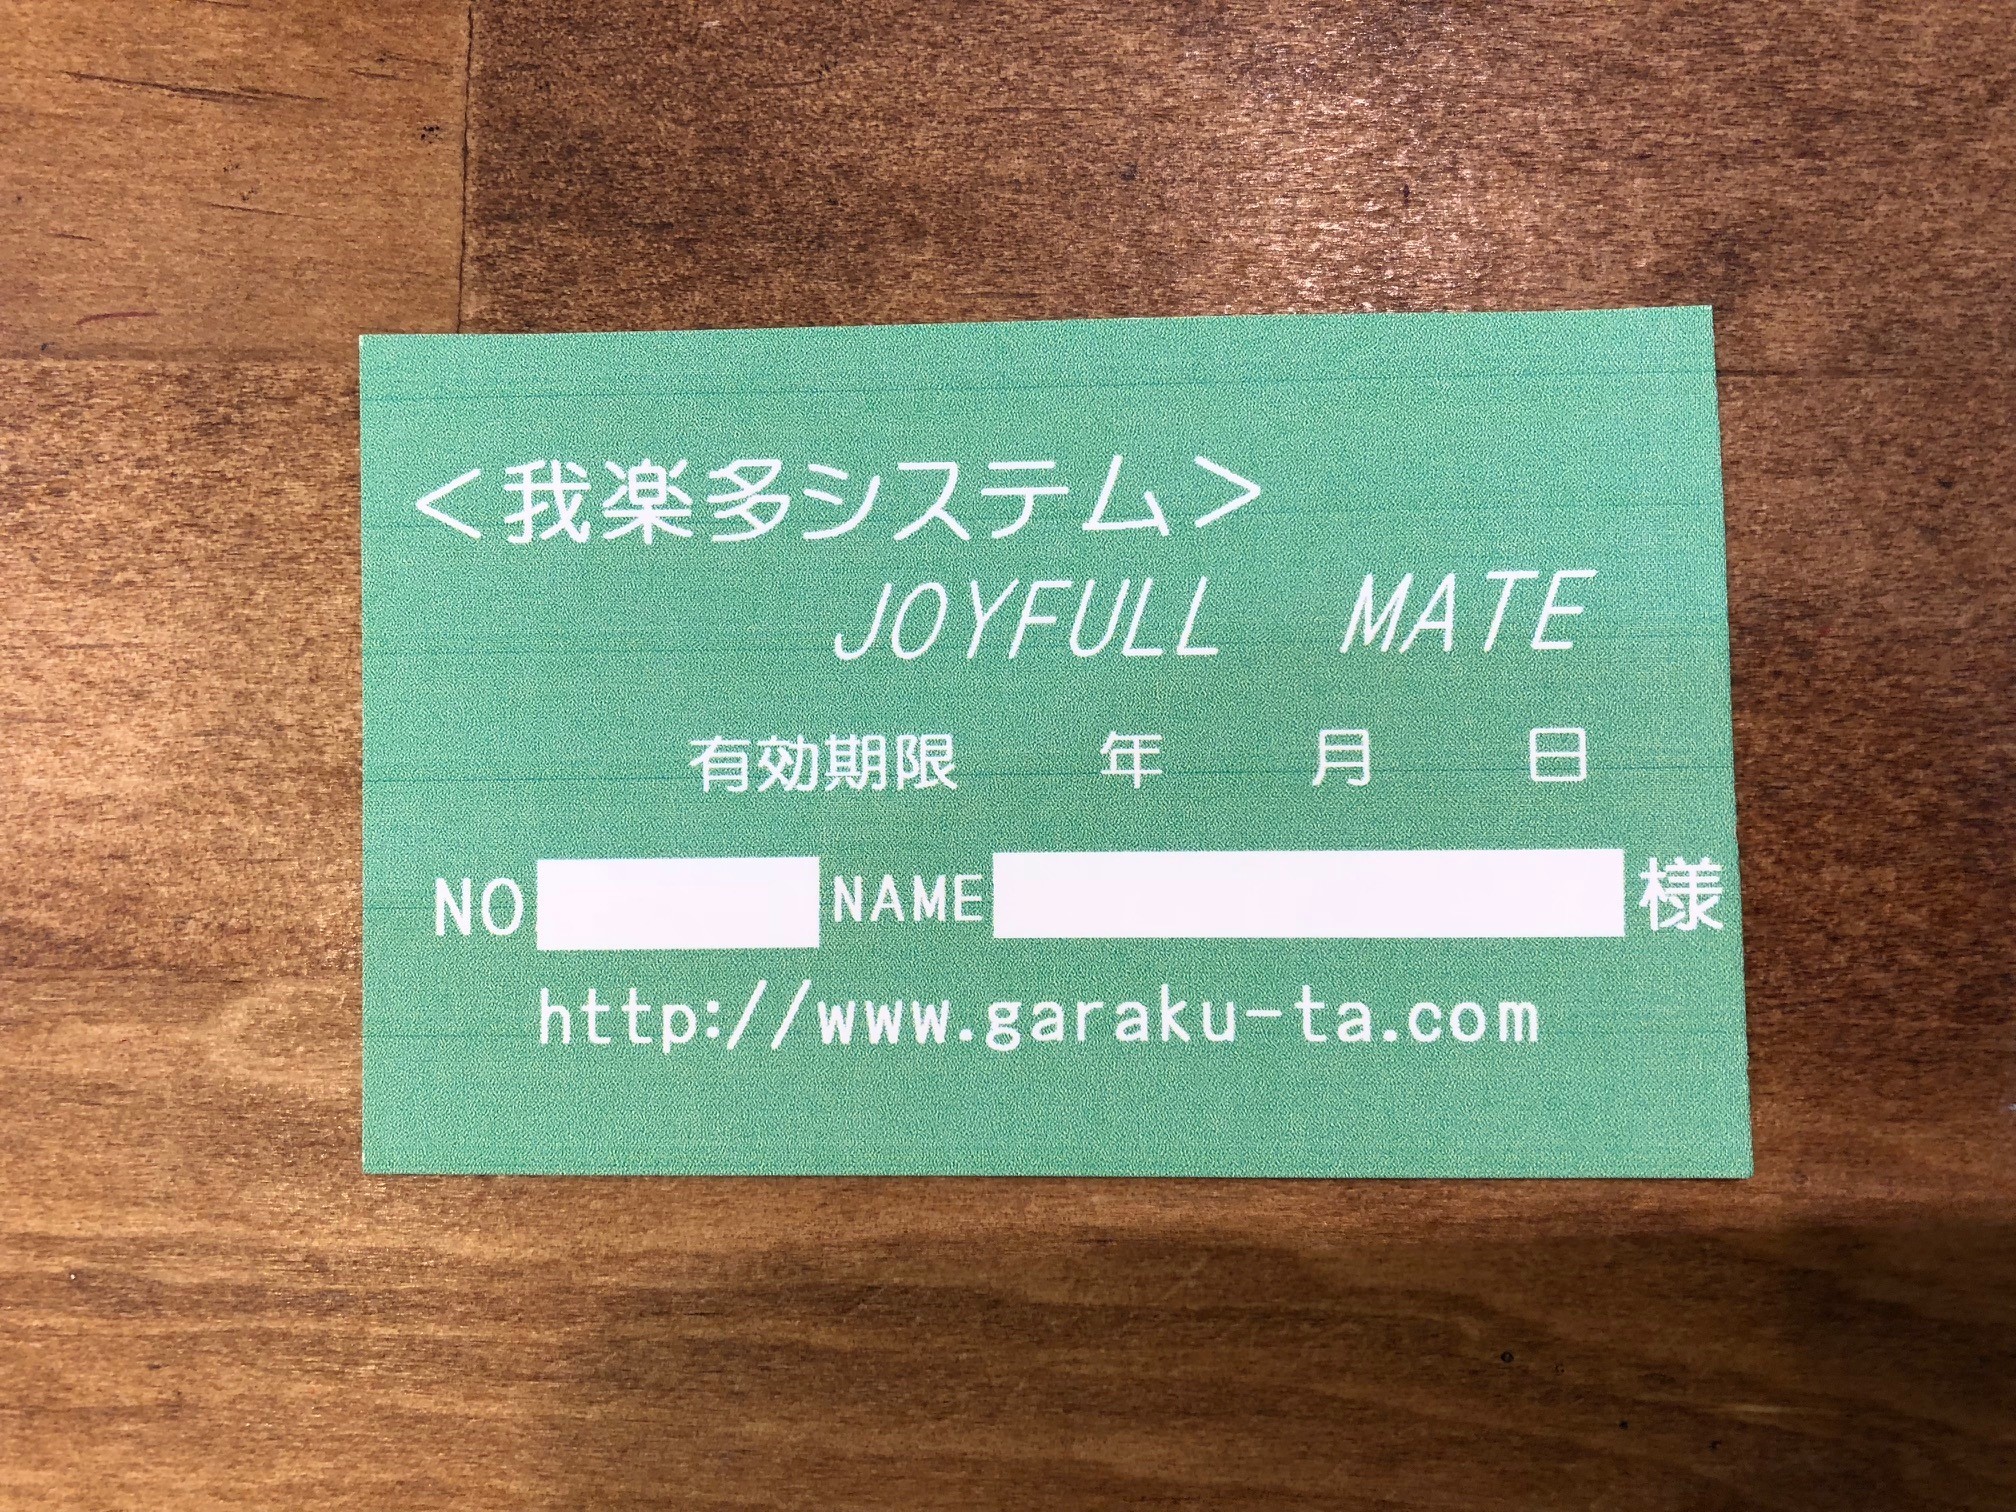 ＜我楽多システム＞
JOYFULL MATE
有効期限 年 月 日
NO NAME 様
http://www.garaku-ta.com